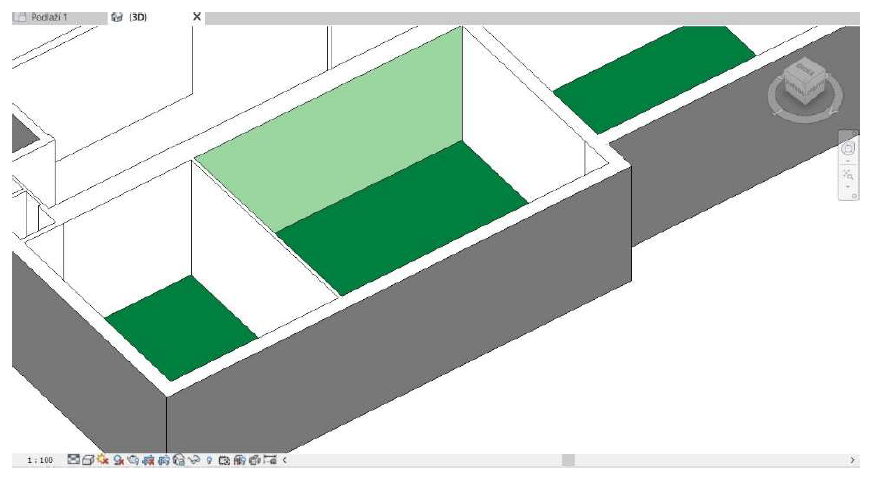 Podlaží 1
{3D}
1 : 100